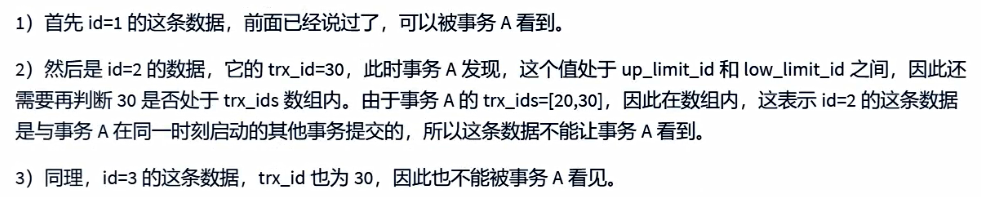 1）首先 id=1 的这条数据，前面已经说过了，可以被事务 A 看到。
2）然后是 id=2 的数据，它的 trx_id=30，此时事务 A 发现，这个值处于 up_limit_id 和 low_limit_id 之间，因此还
需要再判断 30 是否处于 trx_ids 数组内。由于事务 A 的 trx_ids=[20,30]，因此在数组内，这表示 id=2 的这条数据
是与事务 A 在同一时刻启动的其他事务提交的，所以这条数据不能让事务 A 看到。
3）同理，id=3 的这条数据，trx_id 也为 30，因此也不能被事务 A 看见。